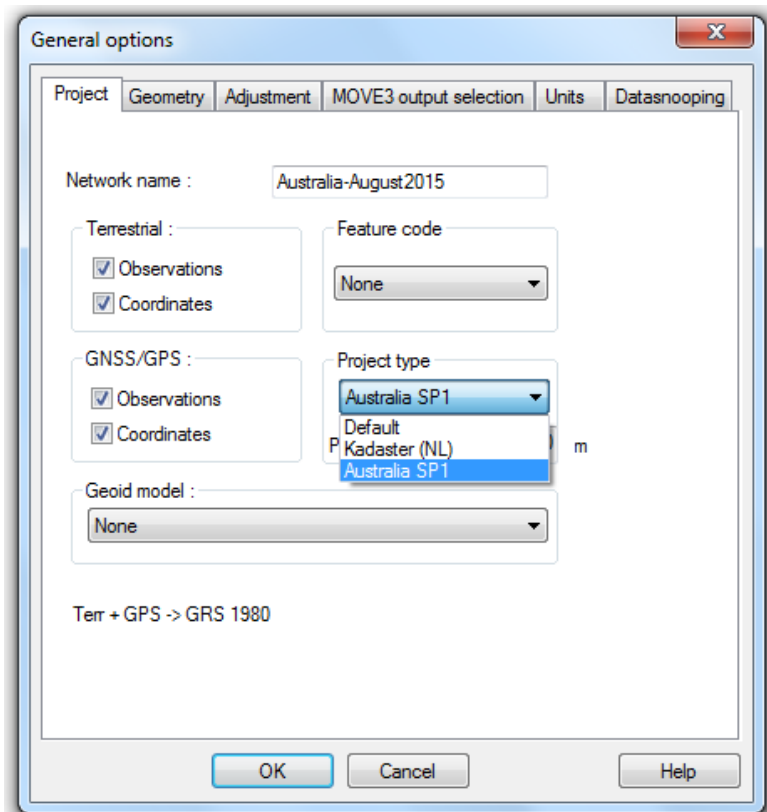 General options
Project Geometry Adjustment MOVE3 output selection Units Datasnooping
Network name : Australia-August2015
Terrestrial :
Observations
Coordinates
Feature code
None
GNSS/GPS :
Observations
Coordinates
Project type
Australia SP1
Default
Kadaster (NL)
Australia SP1
m
Geoid model :
None
Terr + GPS -> GRS 1980
OK Cancel Help